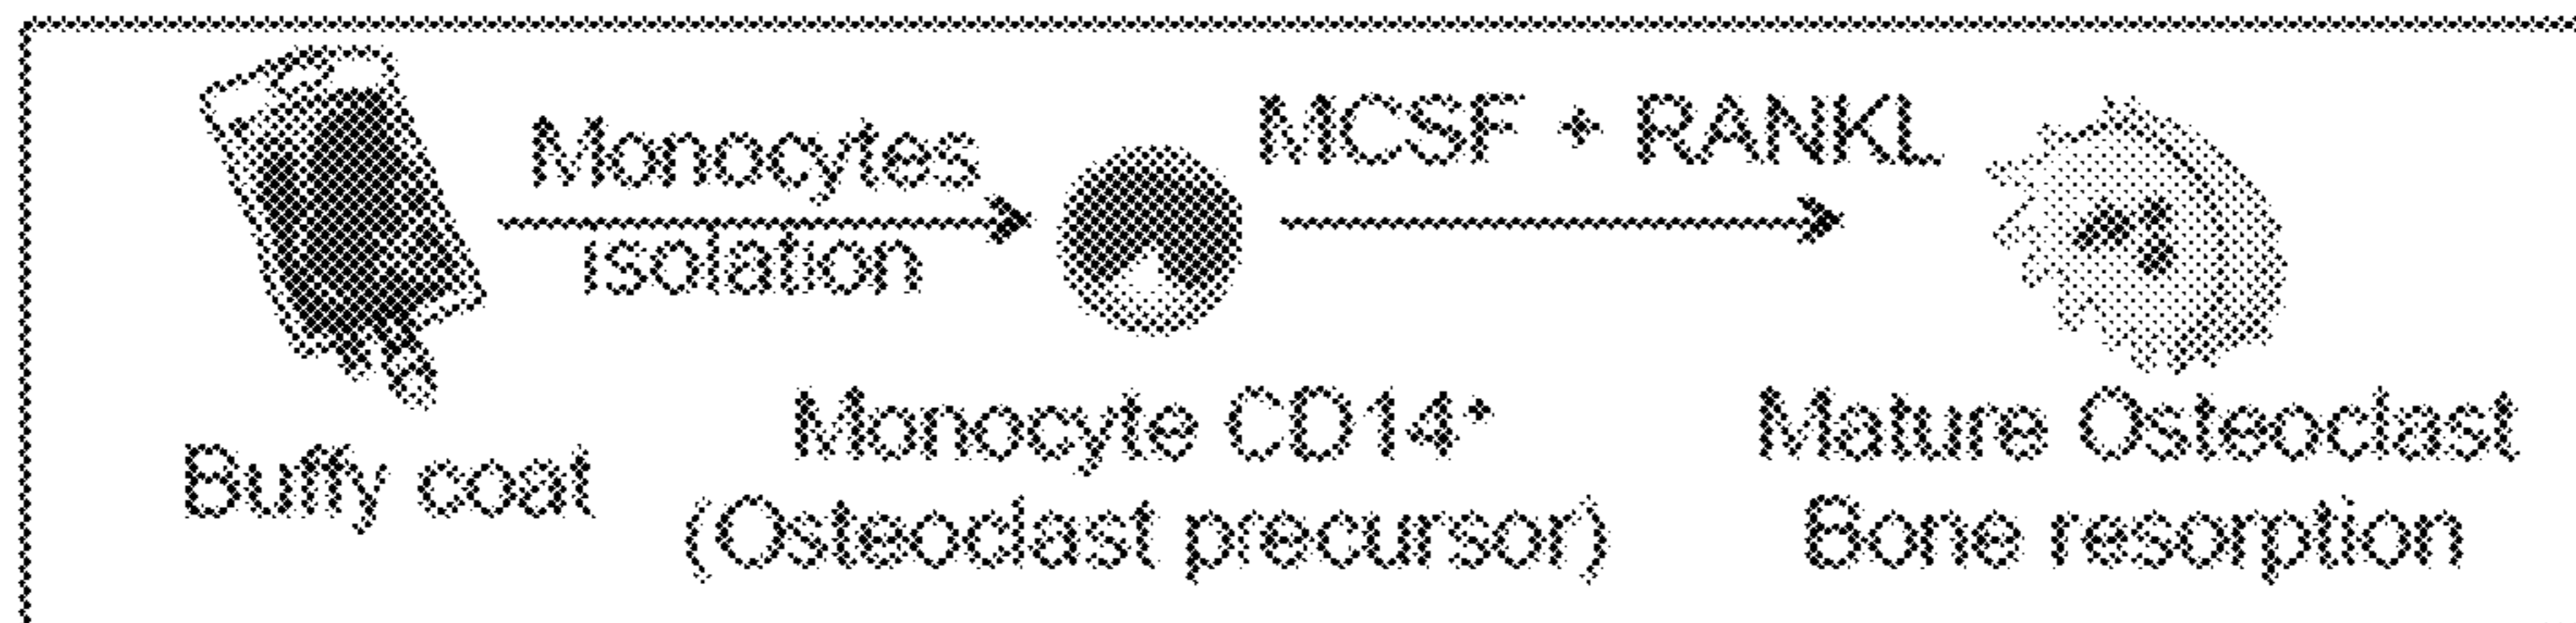 Monocytes
isolation
MCSF + RANKL
Buffy coat
Monocyte CD14⁺
(Osteoclast precursor)
Mature Osteoclast
Bone resorption